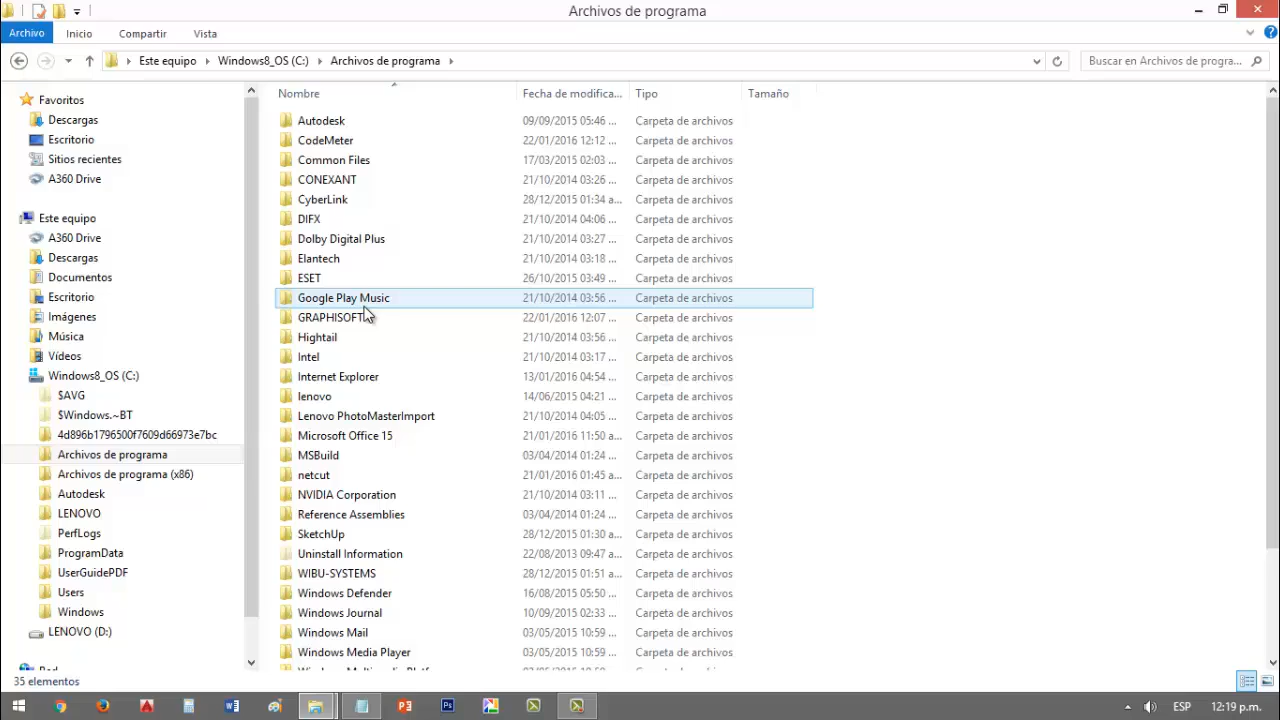 Archivos de programa
Archivo Inicio Compartir Vista
Este equipo Windows8_OS (C:) Archivos de programa
Buscar en Archivos de progra...
Nombre Fecha de modifica... Tipo Tamaño
Favoritos
Descargas
Escritorio
Sitios recientes
A360 Drive
Este equipo
A360 Drive
Descargas
Documentos
Escritorio
Imágenes
Música
Vídeos
Windows8_OS (C:)
$AVG
$Windows.~BT
4d896b1796500f7609d66973e7bc
Archivos de programa
Archivos de programa (x86)
Autodesk
LENOVO
PerfLogs
ProgramData
UserGuidePDF
Users
Windows
LENOVO (D:)
Autodesk 09/09/2015 05:46 ... Carpeta de archivos
CodeMeter 22/01/2016 12:12 ... Carpeta de archivos
Common Files 17/03/2015 02:03 ... Carpeta de archivos
CONEXANT 21/10/2014 03:26 ... Carpeta de archivos
CyberLink 28/12/2015 01:34 a... Carpeta de archivos
DIFX 21/10/2014 04:06 ... Carpeta de archivos
Dolby Digital Plus 21/10/2014 03:27 ... Carpeta de archivos
Elantech 21/10/2014 03:18 ... Carpeta de archivos
ESET 26/10/2015 03:49 ... Carpeta de archivos
Google Play Music 21/10/2014 03:56 ... Carpeta de archivos
GRAPHISOFT 22/01/2016 12:07 ... Carpeta de archivos
Hightail 21/10/2014 03:56 ... Carpeta de archivos
Intel 21/10/2014 03:17 ... Carpeta de archivos
Internet Explorer 13/01/2016 04:54 ... Carpeta de archivos
lenovo 14/06/2015 04:21 ... Carpeta de archivos
Lenovo PhotoMasterImport 21/10/2014 04:05 ... Carpeta de archivos
Microsoft Office 15 21/01/2016 11:50 a... Carpeta de archivos
MSBuild 03/04/2014 01:24 ... Carpeta de archivos
netcut 21/01/2016 01:45 a... Carpeta de archivos
NVIDIA Corporation 21/10/2014 03:11 ... Carpeta de archivos
Reference Assemblies 03/04/2014 01:24 ... Carpeta de archivos
SketchUp 28/12/2015 01:30 a... Carpeta de archivos
Uninstall Information 22/08/2013 09:47 a... Carpeta de archivos
WIBU-SYSTEMS 28/12/2015 01:51 a... Carpeta de archivos
Windows Defender 16/08/2015 05:50 ... Carpeta de archivos
Windows Journal 10/09/2015 02:33 ... Carpeta de archivos
Windows Mail 03/05/2015 10:59 ... Carpeta de archivos
Windows Media Player 03/05/2015 10:59 ... Carpeta de archivos
35 elementos
ESP 12:19 p.m.